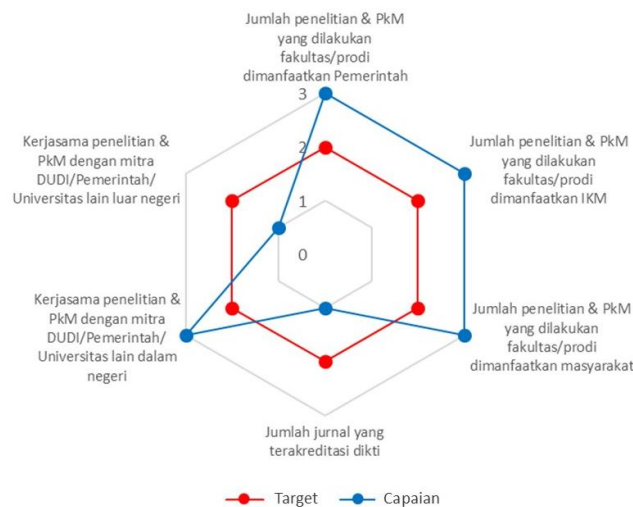 Jumlah penelitian & PkM
yang dilakukan
fakultas/prodi
dimanfaatkan Pemerintah
3
2
1
0
Jumlah penelitian & PkM
yang dilakukan
fakultas/prodi
dimanfaatkan IKM
Jumlah penelitian & PkM
yang dilakukan
fakultas/prodi
dimanfaatkan masyarakat
Jumlah jurnal yang
terakreditasi dikti
Kerjasama penelitian &
PkM dengan mitra
DUDI/Pemerintah/
Universitas lain dalam
negeri
Kerjasama penelitian &
PkM dengan mitra
DUDI/Pemerintah/
Universitas lain luar negeri
Target
Capaian